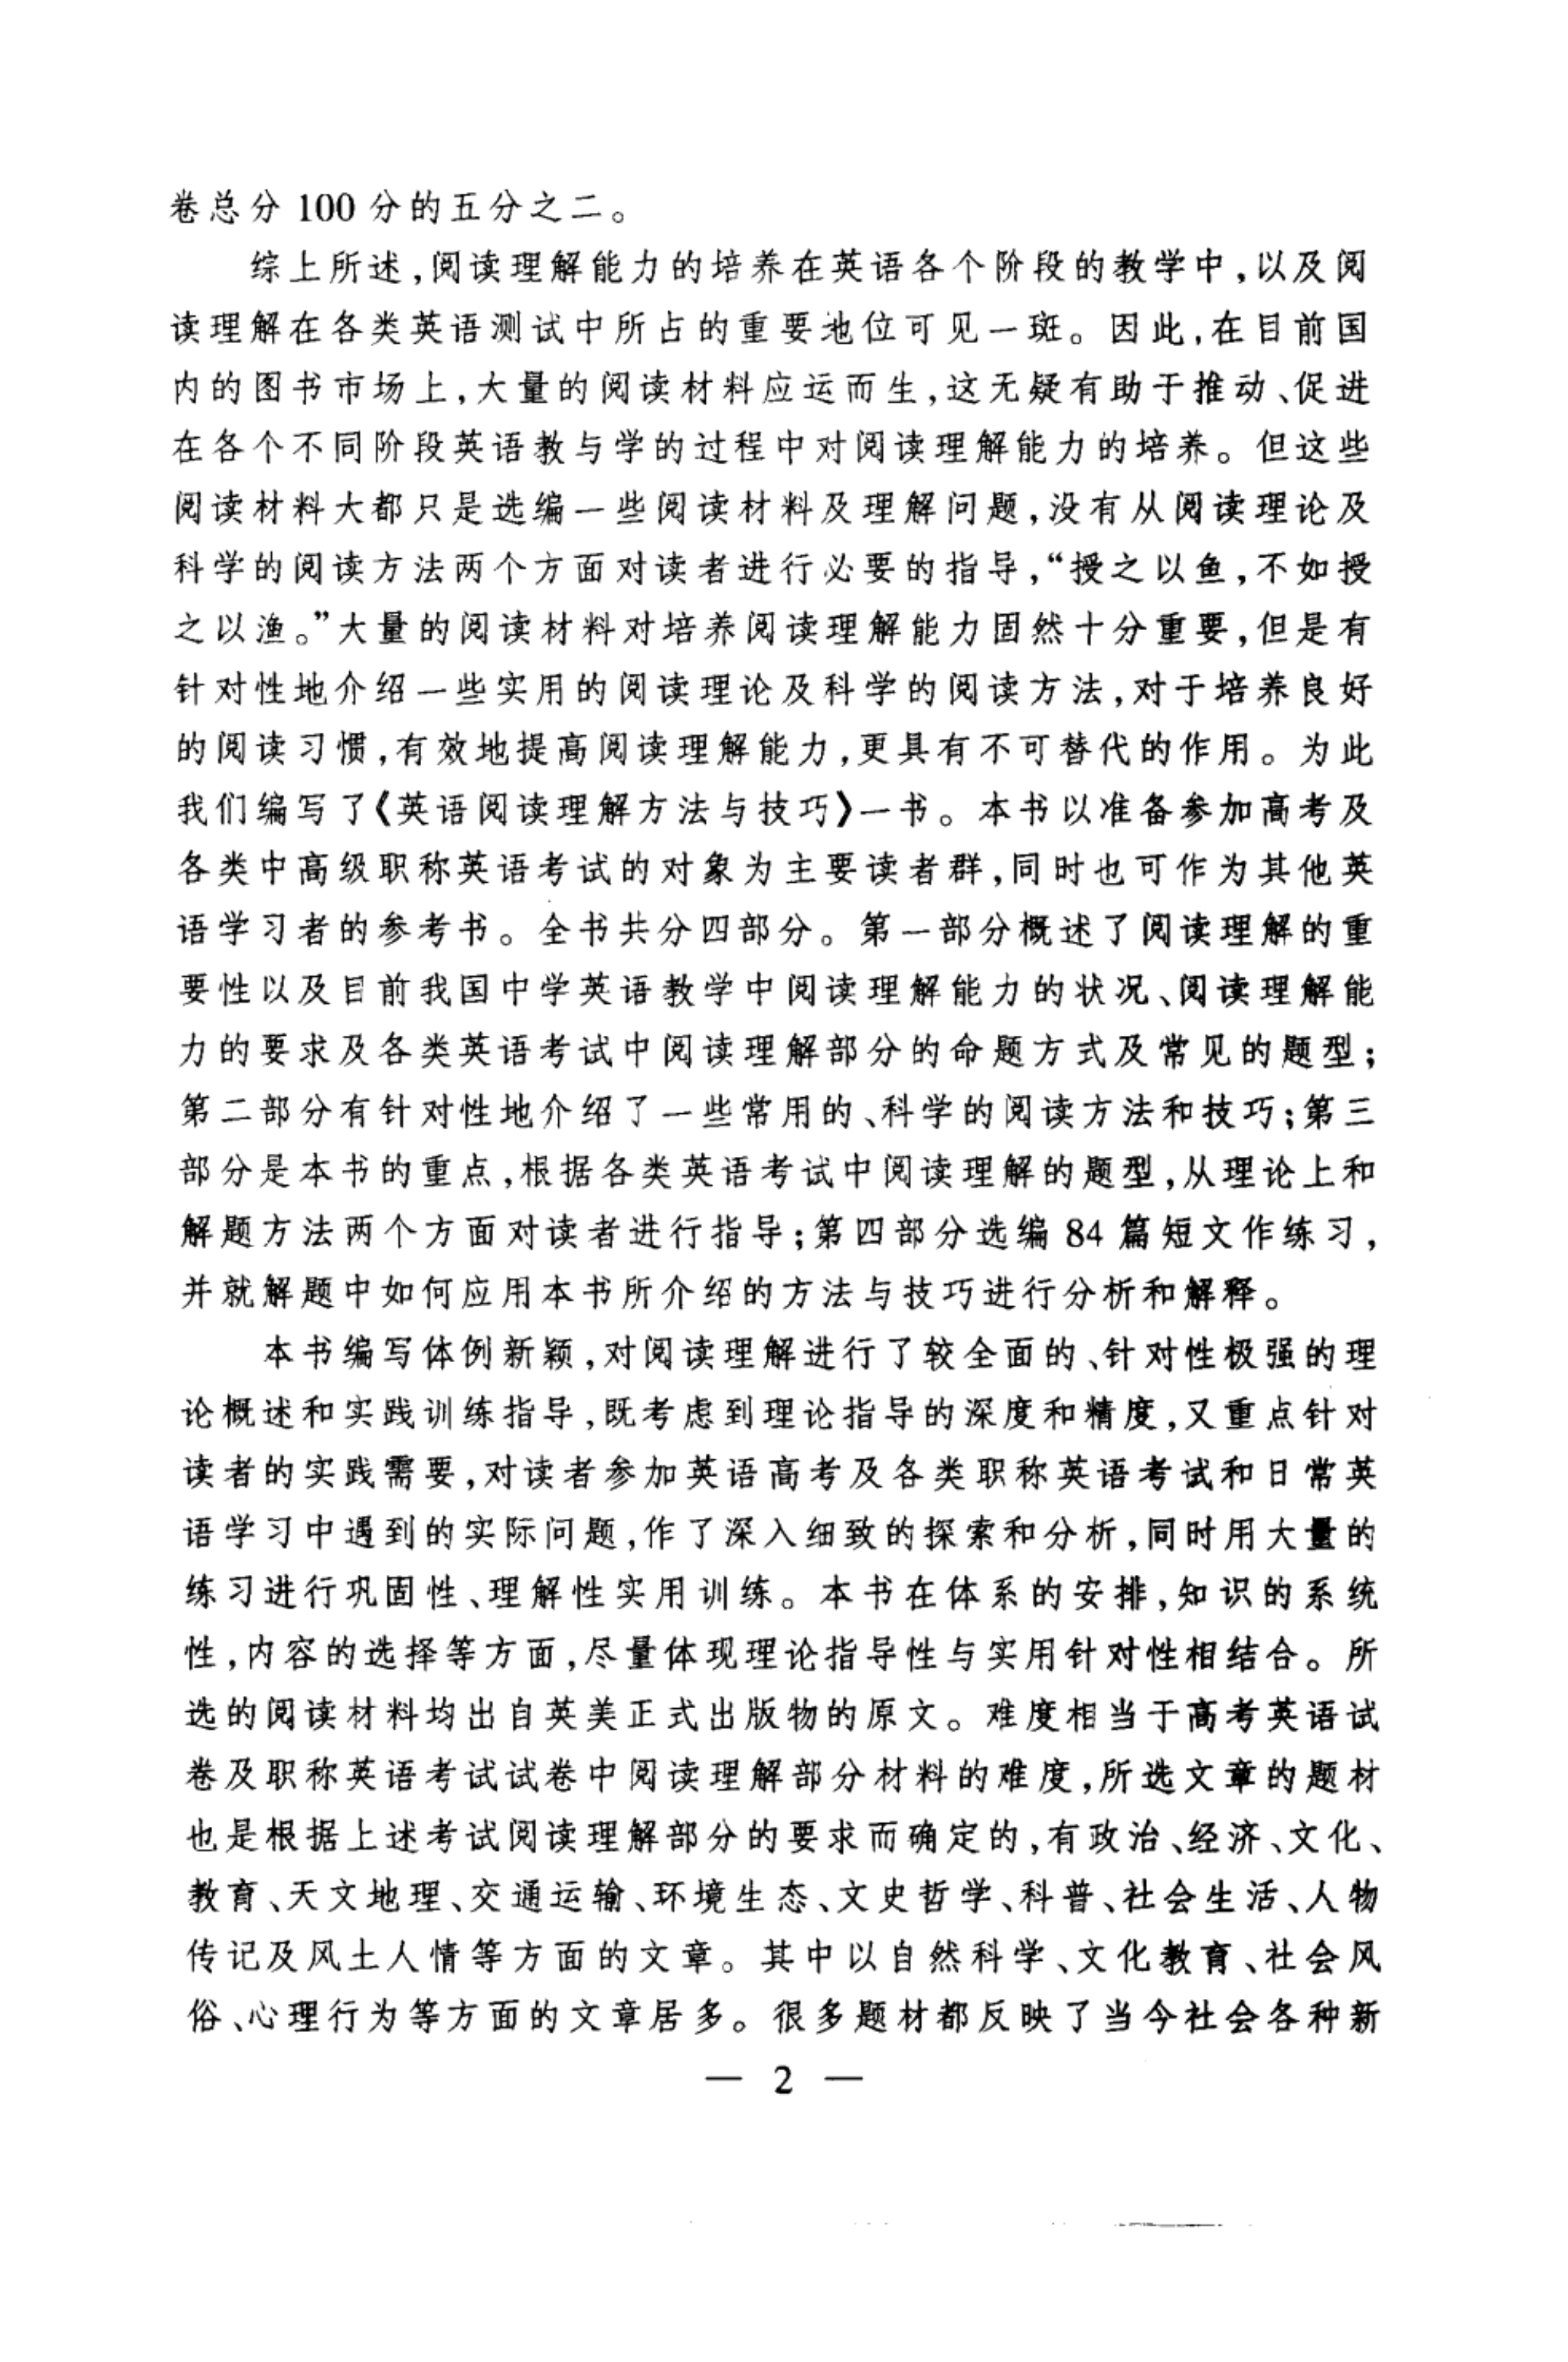 卷总分 100 分的五分之二。
综上所述,阅读理解能力的培养在英语各个阶段的教学中,以及阅
读理解在各类英语测试中所占的重要地位可见一斑。因此,在目前国
内的图书市场上,大量的阅读材料应运而生,这无疑有助于推动、促进
在各个不同阶段英语教与学的过程中对阅读理解能力的培养。但这些
阅读材料大都只是选编一些阅读材料及理解问题,没有从阅读理论及
科学的阅读方法两个方面对读者进行必要的指导,“授之以鱼,不如授
之以渔。”大量的阅读材料对培养阅读理解能力固然十分重要,但是有
针对性地介绍一些实用的阅读理论及科学的阅读方法,对于培养良好
的阅读习惯,有效地提高阅读理解能力,更具有不可替代的作用。为此
我们编写了《英语阅读理解方法与技巧》一书。本书以准备参加高考及
各类中高级职称英语考试的对象为主要读者群,同时也可作为其他英
语学习者的参考书。全书共分四部分。第一部分概述了阅读理解的重
要性以及目前我国中学英语教学中阅读理解能力的状况、阅读理解能
力的要求及各类英语考试中阅读理解部分的命题方式及常见的题型;
第二部分有针对性地介绍了一些常用的、科学的阅读方法和技巧;第三
部分是本书的重点,根据各类英语考试中阅读理解的题型,从理论上和
解题方法两个方面对读者进行指导;第四部分选编 84 篇短文作练习,
并就解题中如何应用本书所介绍的方法与技巧进行分析和解释。
本书编写体例新颖,对阅读理解进行了较全面的、针对性极强的理
论概述和实践训练指导,既考虑到理论指导的深度和精度,又重点针对
读者的实践需要,对读者参加英语高考及各类职称英语考试和日常英
语学习中遇到的实际问题,作了深入细致的探索和分析,同时用大量的
练习进行巩固性、理解性实用训练。本书在体系的安排,知识的系统
性,内容的选择等方面,尽量体现理论指导性与实用针对性相结合。所
选的阅读材料均出自英美正式出版物的原文。难度相当于高考英语试
卷及职称英语考试试卷中阅读理解部分材料的难度,所选文章的题材
也是根据上述考试阅读理解部分的要求而确定的,有政治、经济、文化、
教育、天文地理、交通运输、环境生态、文史哲学、科普、社会生活、人物
传记及风土人情等方面的文章。其中以自然科学、文化教育、社会风
俗、心理行为等方面的文章居多。很多题材都反映了当今社会各种新
— 2 —